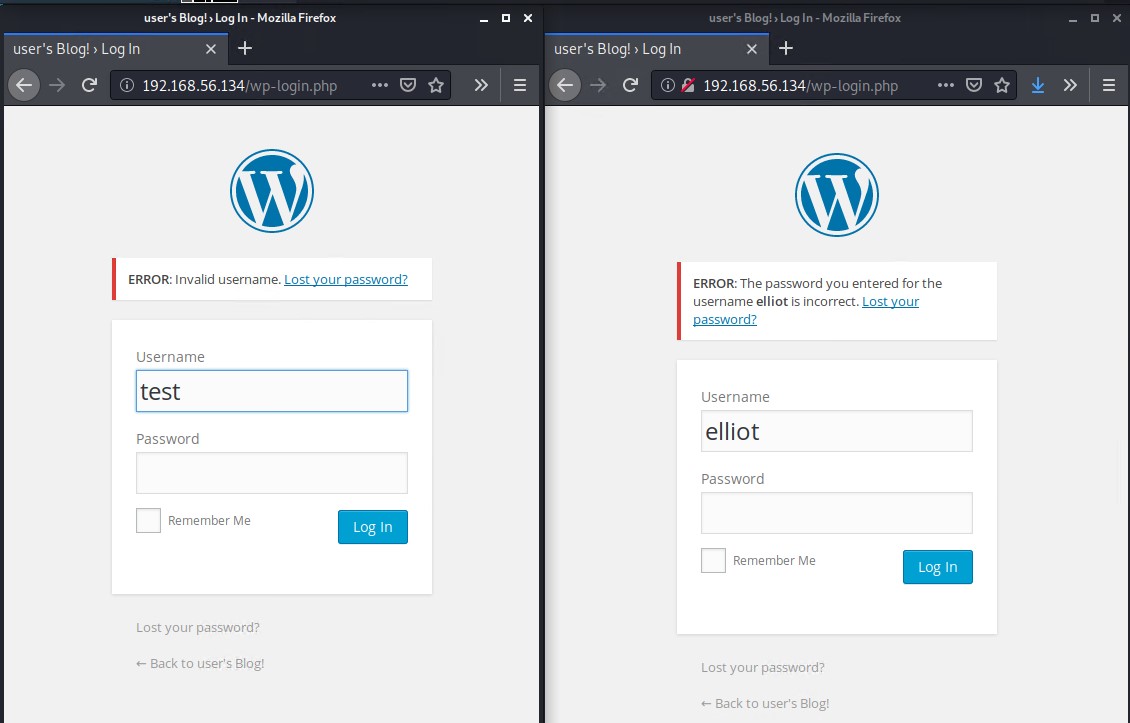 user's Blog! › Log In - Mozilla Firefox
user's Blog! › Log In
192.168.56.134/wp-login.php
ERROR: Invalid username. Lost your password?
Username
test
Password
Remember Me
Log In
Lost your password?
← Back to user's Blog!
user's Blog! › Log In - Mozilla Firefox
user's Blog! › Log In
192.168.56.134/wp-login.php
ERROR: The password you entered for the
username elliot is incorrect. Lost your
password?
Username
elliot
Password
Remember Me
Log In
Lost your password?
← Back to user's Blog!